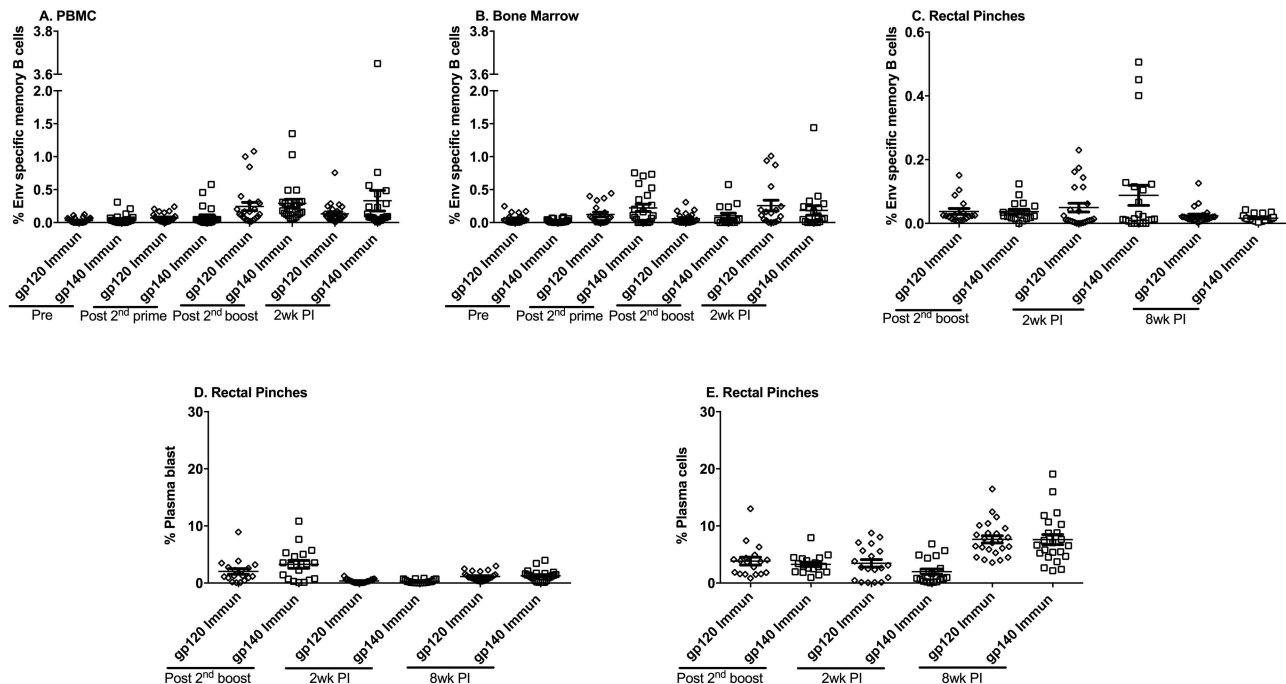 A. PBMC
% Env specific memory B cells
3.8
3.6
2.0
1.5
1.0
0.5
0.0
gp120 Immun
gp140 Immun
gp120 Immun
gp140 Immun
gp120 Immun
gp140 Immun
gp120 Immun
gp140 Immun
Pre
Post 2nd prime
Post 2nd boost
2wk PI
B. Bone Marrow
% Env specific memory B cells
3.8
3.6
2.0
1.5
1.0
0.5
0.0
gp120 Immun
gp140 Immun
gp120 Immun
gp140 Immun
gp120 Immun
gp140 Immun
gp120 Immun
gp140 Immun
Pre
Post 2nd prime
Post 2nd boost
2wk PI
C. Rectal Pinches
% Env specific memory B cells
0.6
0.4
0.2
0.0
gp120 Immun
gp140 Immun
gp120 Immun
gp140 Immun
gp120 Immun
gp140 Immun
Post 2nd boost
2wk PI
8wk PI
D. Rectal Pinches
% Plasma blast
30
20
10
0
gp120 Immun
gp140 Immun
gp120 Immun
gp140 Immun
gp120 Immun
gp140 Immun
Post 2nd boost
2wk PI
8wk PI
E. Rectal Pinches
% Plasma cells
30
20
10
0
gp120 Immun
gp140 Immun
gp120 Immun
gp140 Immun
gp120 Immun
gp140 Immun
Post 2nd boost
2wk PI
8wk PI